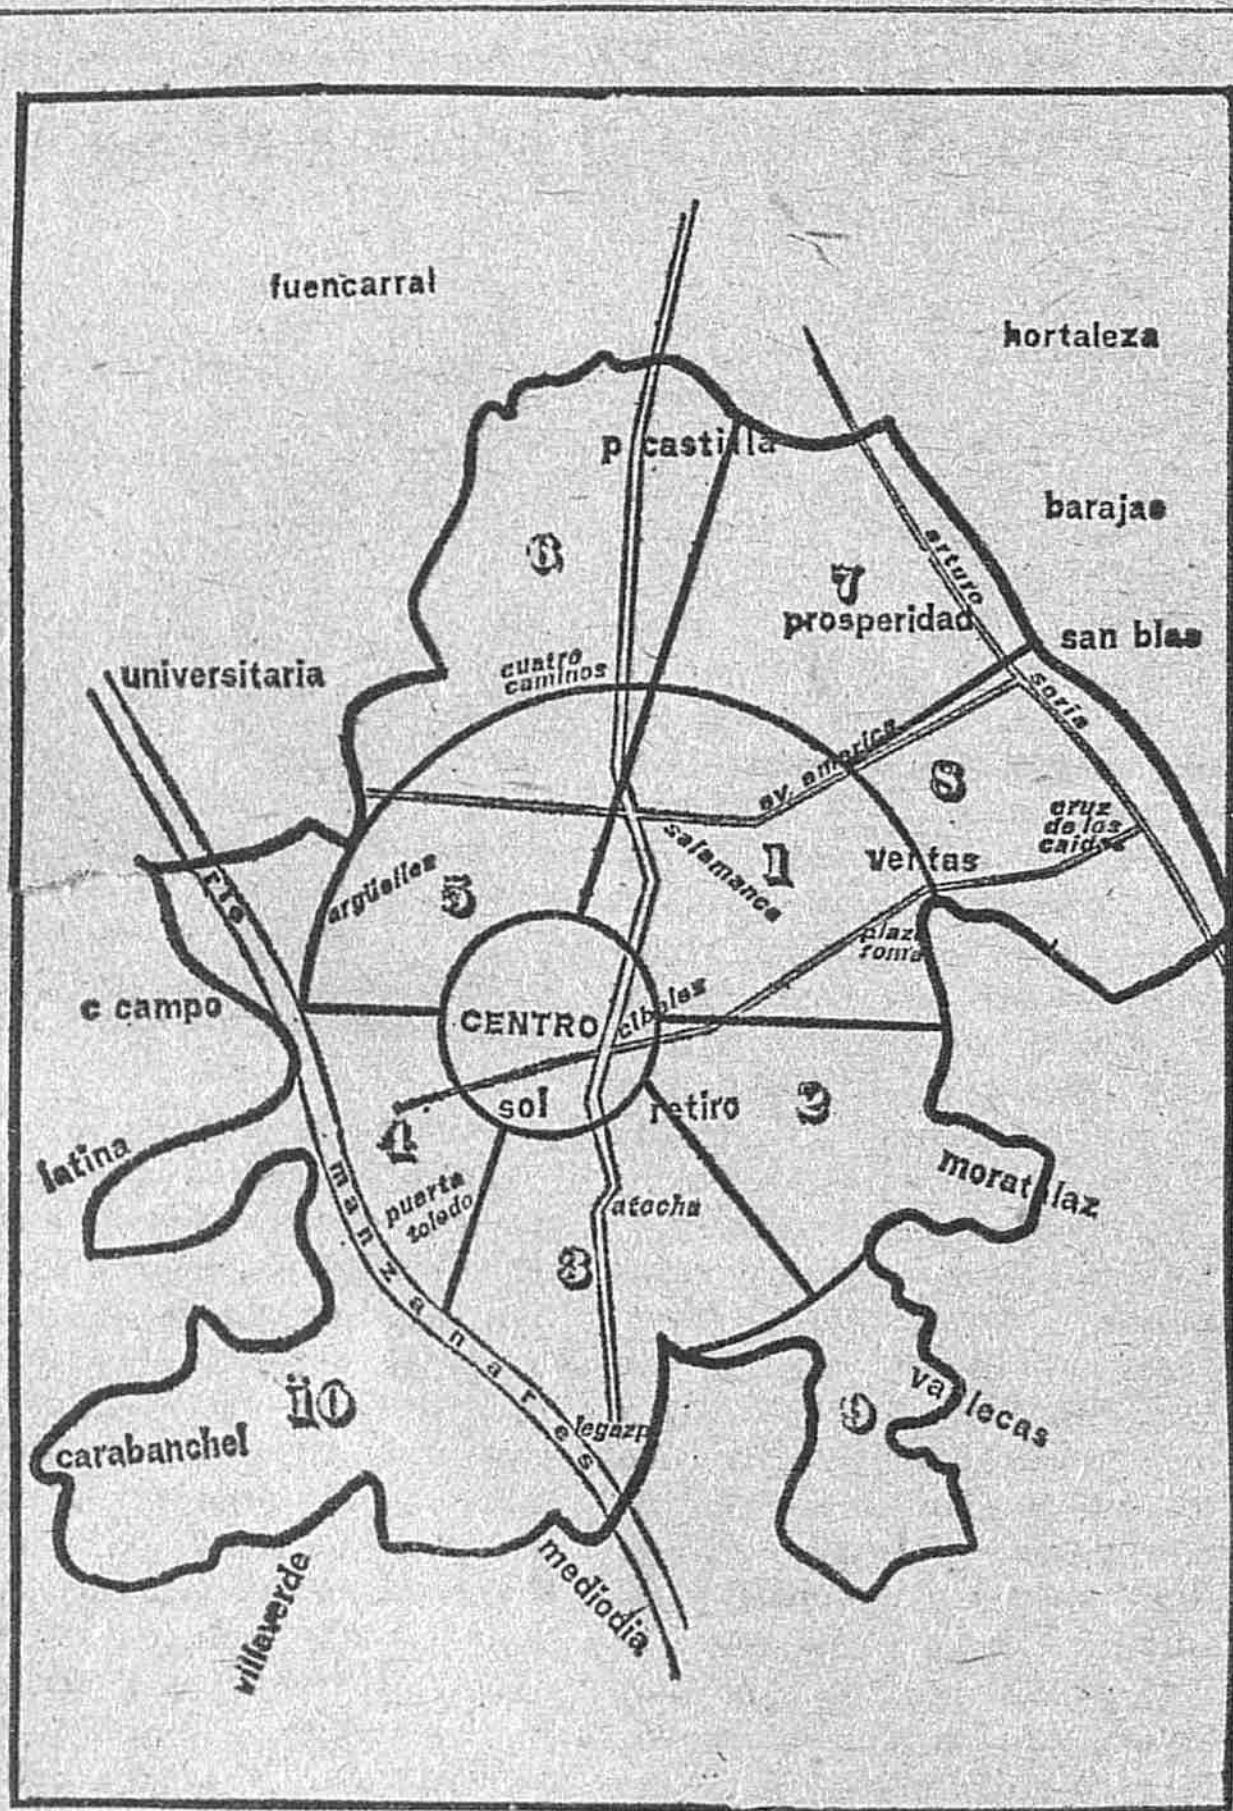 fuencarral
hortaleza
p castilla
barajas
6
arturo
7
prosperidad
san blas
cuatro
caminos
universitaria
soria
av. america
8
cruz
de los
caidos
salamanca
1
Ventas
argüelles
5
rio
plaza
roma
c campo
CENTRO
cibeles
sol
retiro
2
4
latina
moratalaz
puerta
toledo
atocha
manzanares
3
10
9
vallecas
carabanchel
legazpi
villaverde
mediodia